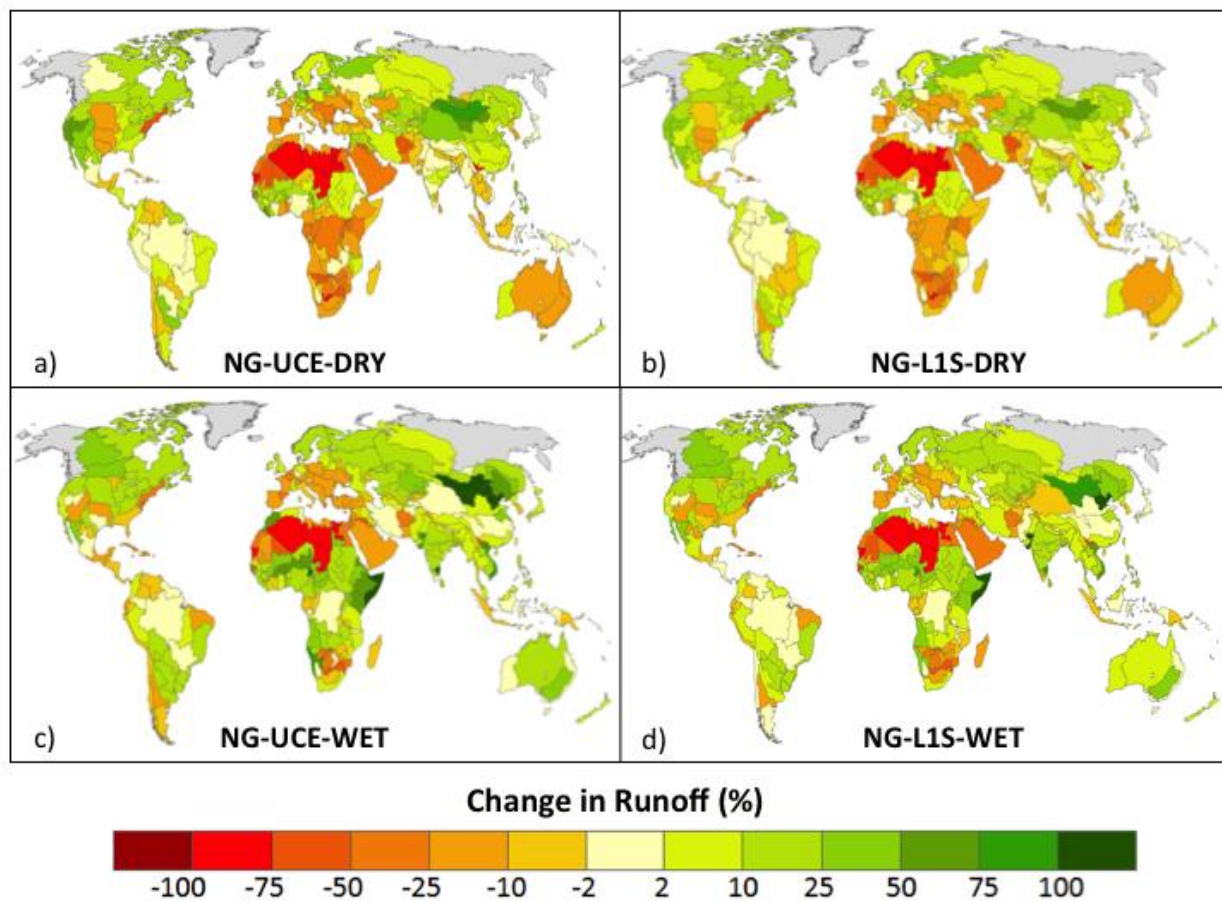 a) NG-UCE-DRY
b) NG-L1S-DRY
c) NG-UCE-WET
d) NG-L1S-WET
Change in Runoff (%)
-100 -75 -50 -25 -10 -2 2 10 25 50 75 100